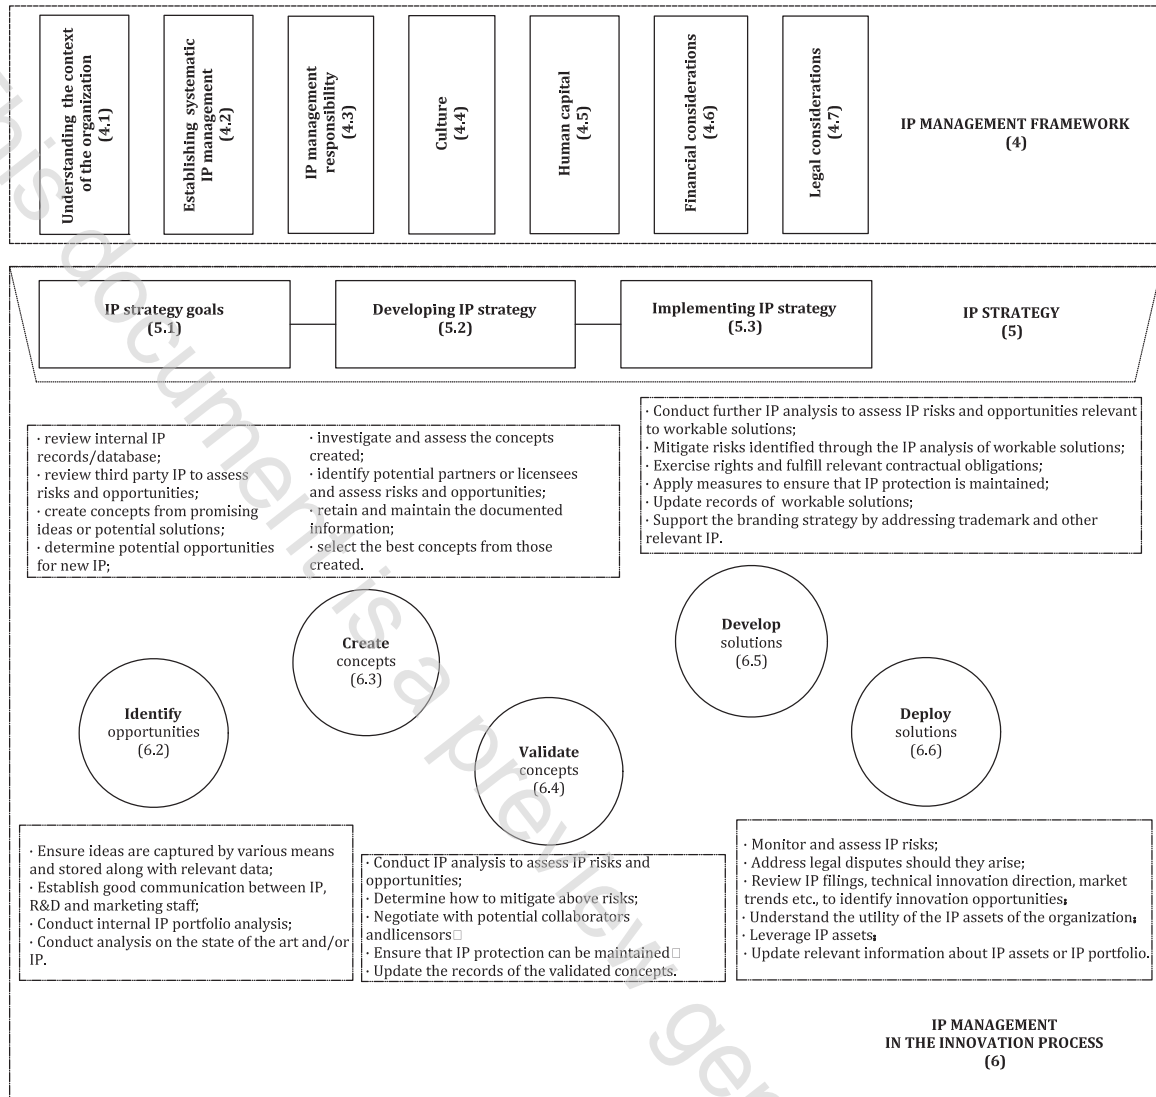 Understanding the context
of the organization
(4.1)
Establishing systematic
IP management
(4.2)
IP management
responsibility
(4.3)
Culture
(4.4)
Human capital
(4.5)
Financial considerations
(4.6)
Legal considerations
(4.7)
IP MANAGEMENT FRAMEWORK
(4)
IP strategy goals
(5.1)
Developing IP strategy
(5.2)
Implementing IP strategy
(5.3)
IP STRATEGY
(5)
· review internal IP
records/database;
· review third party IP to assess
risks and opportunities;
· create concepts from promising
ideas or potential solutions;
· determine potential opportunities
for new IP;
· investigate and assess the concepts
created;
· identify potential partners or licensees
and assess risks and opportunities;
· retain and maintain the documented
information;
· select the best concepts from those
created.
· Conduct further IP analysis to assess IP risks and opportunities relevant
to workable solutions;
· Mitigate risks identified through the IP analysis of workable solutions;
· Exercise rights and fulfill relevant contractual obligations;
· Apply measures to ensure that IP protection is maintained;
· Update records of workable solutions;
· Support the branding strategy by addressing trademark and other
relevant IP.
Identify
opportunities
(6.2)
Create
concepts
(6.3)
Validate
concepts
(6.4)
Develop
solutions
(6.5)
Deploy
solutions
(6.6)
· Ensure ideas are captured by various means
and stored along with relevant data;
· Establish good communication between IP,
R&D and marketing staff;
· Conduct internal IP portfolio analysis;
· Conduct analysis on the state of the art and/or
IP.
· Conduct IP analysis to assess IP risks and
opportunities;
· Determine how to mitigate above risks;
· Negotiate with potential collaborators
andlicensors□
· Ensure that IP protection can be maintained□
· Update the records of the validated concepts.
· Monitor and assess IP risks;
· Address legal disputes should they arise;
· Review IP filings, technical innovation direction, market
trends etc., to identify innovation opportunities;
· Understand the utility of the IP assets of the organization;
· Leverage IP assets;
· Update relevant information about IP assets or IP portfolio.
IP MANAGEMENT
IN THE INNOVATION PROCESS
(6)
This document is a preview gen